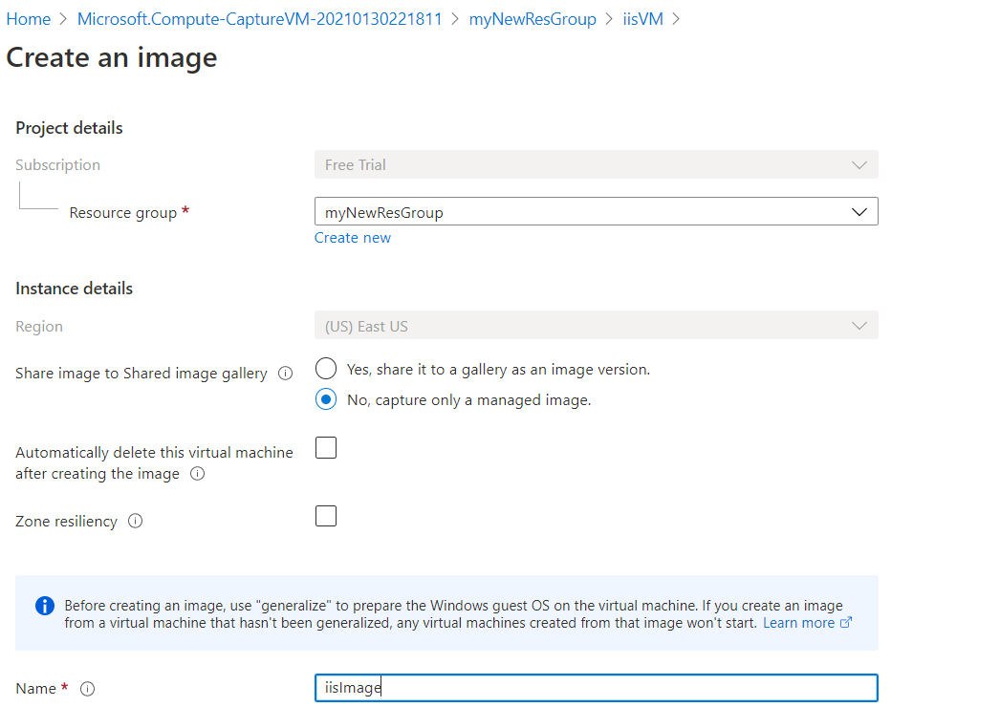 Home > Microsoft.Compute-CaptureVM-20210130221811 > myNewResGroup > iisVM >
Create an image
Project details
Subscription
Free Trial
Resource group *
myNewResGroup
Create new
Instance details
Region
(US) East US
Share image to Shared image gallery
Yes, share it to a gallery as an image version.
No, capture only a managed image.
Automatically delete this virtual machine
after creating the image
Zone resiliency
Before creating an image, use "generalize" to prepare the Windows guest OS on the virtual machine. If you create an image
from a virtual machine that hasn't been generalized, any virtual machines created from that image won't start. Learn more
Name *
iisImage